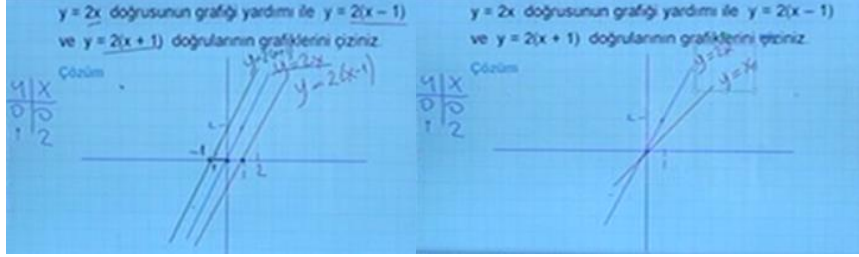 y = 2x doğrusunun grafiği yardımı ile y = 2(x – 1)
ve y = 2(x + 1) doğrularının grafiklerini çiziniz.
Çözüm
y=2x
y=2(x-1)
y x
0 0
1 2
-1
1 2
y = 2x doğrusunun grafiği yardımı ile y = 2(x – 1)
ve y = 2(x + 1) doğrularının grafiklerini çiziniz.
Çözüm
y=2x
y x
0 0
1 2
1